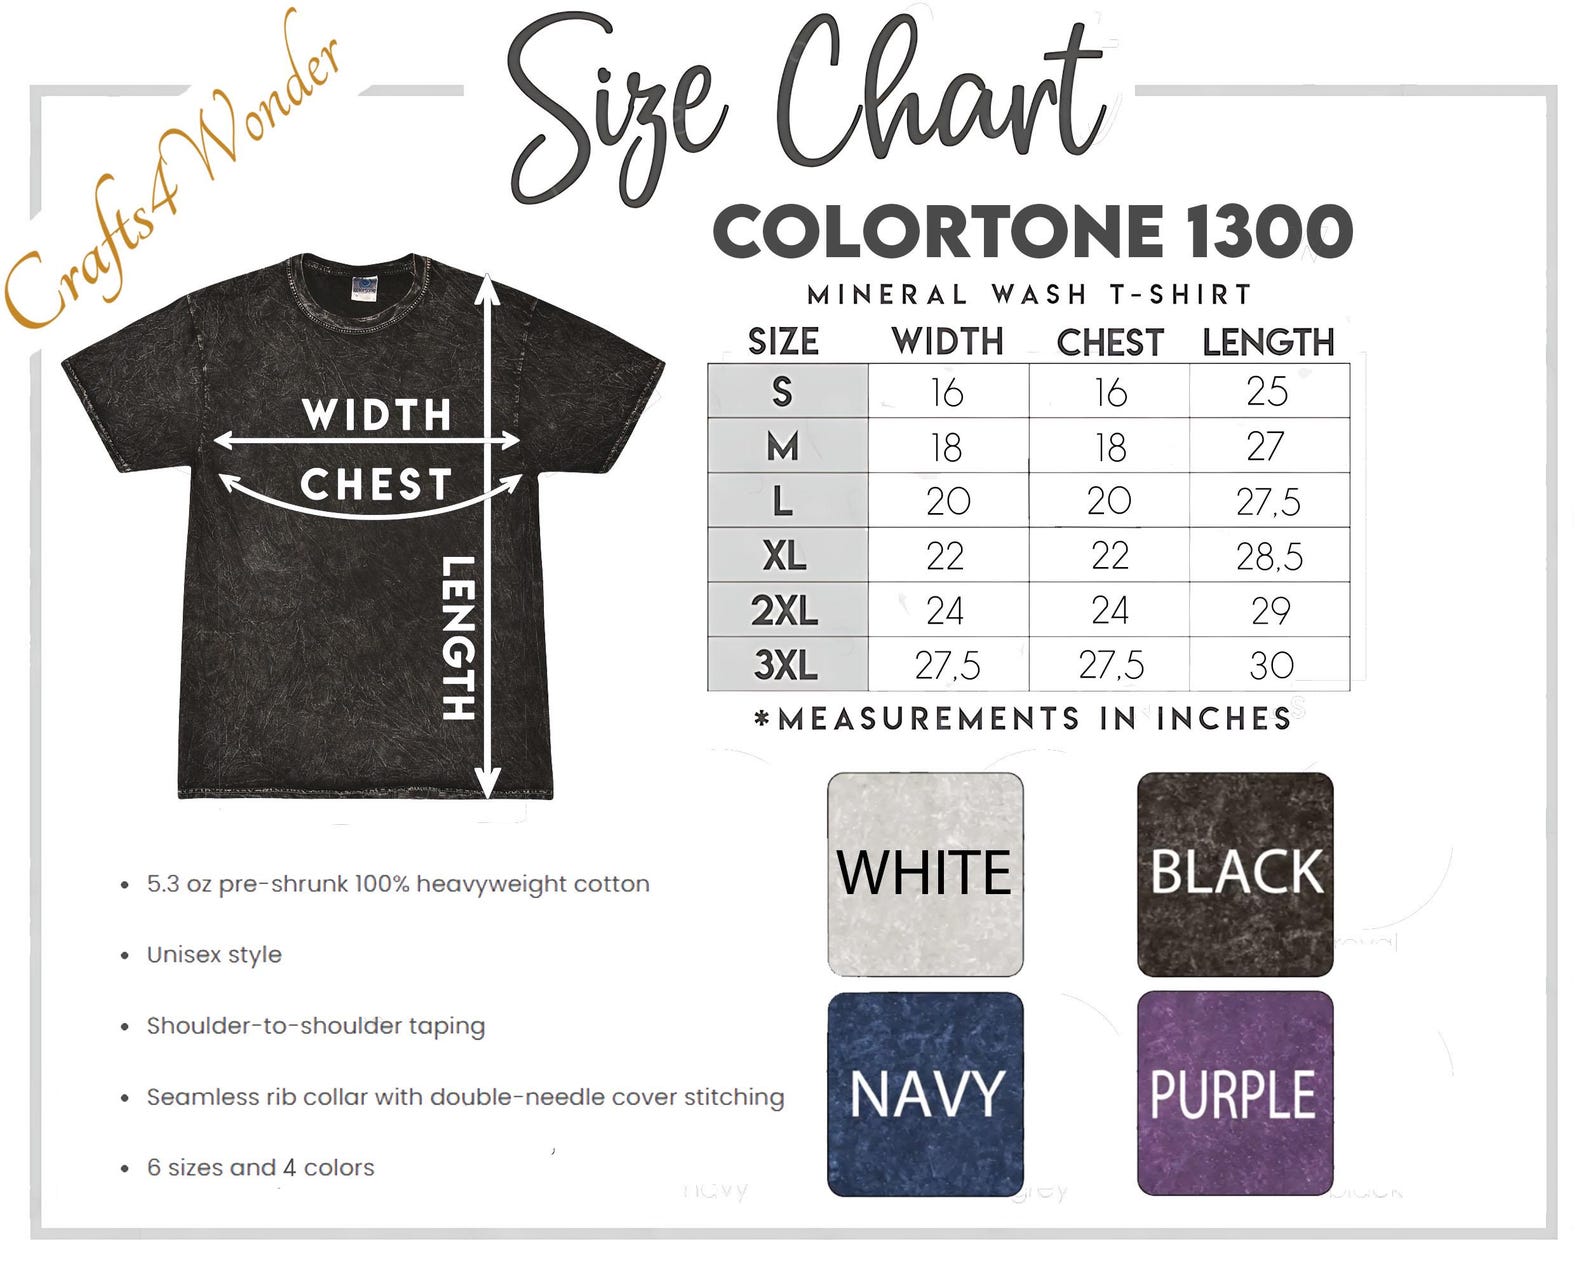 Crafts4Wonder
Size Chart
COLORTONE 1300
MINERAL WASH T-SHIRT
SIZE WIDTH CHEST LENGTH
S 16 16 25
M 18 18 27
L 20 20 27,5
XL 22 22 28,5
2XL 24 24 29
3XL 27,5 27,5 30
*MEASUREMENTS IN INCHES
WIDTH
CHEST
LENGTH
• 5.3 oz pre-shrunk 100% heavyweight cotton
• Unisex style
• Shoulder-to-shoulder taping
• Seamless rib collar with double-needle cover stitching
• 6 sizes and 4 colors
WHITE
BLACK
NAVY
PURPLE
navy
grey
black